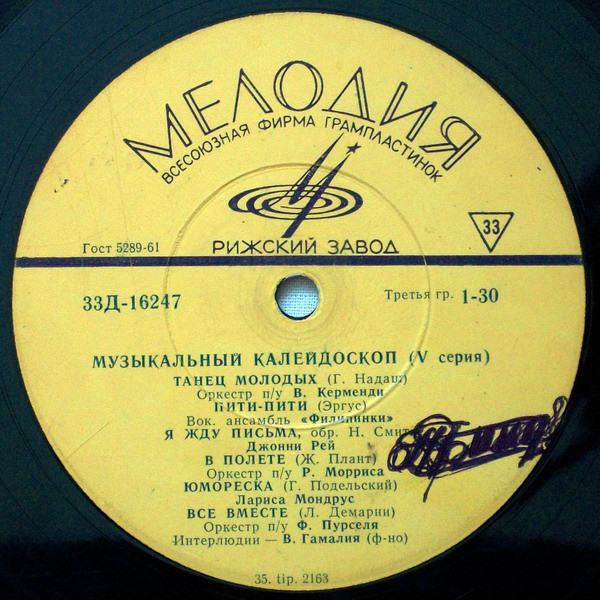 МЕЛОДИЯ
ВСЕСОЮЗНАЯ ФИРМА ГРАМПЛАСТИНОК
33
Гост 5289-61
РИЖСКИЙ ЗАВОД
33Д-16247
Третья гр. 1-30
МУЗЫКАЛЬНЫЙ КАЛЕЙДОСКОП (V серия)
ТАНЕЦ МОЛОДЫХ (Г. Надаш)
Оркестр п/у В. Керменди
ПИТИ-ПИТИ (Эргус)
Вок. ансамбль «Филипинки»
Я ЖДУ ПИСЬМА, обр. Н. Смит
Джонни Рей
В ПОЛЕТЕ (Ж. Плант)
Оркестр п/у Р. Морриса
ЮМОРЕСКА (Г. Подельский)
Лариса Мондрус
ВСЕ ВМЕСТЕ (Л. Демарни)
Оркестр п/у Ф. Пурселя
Интерлюдии — В. Гамалия (ф-но)
35. tip. 2163